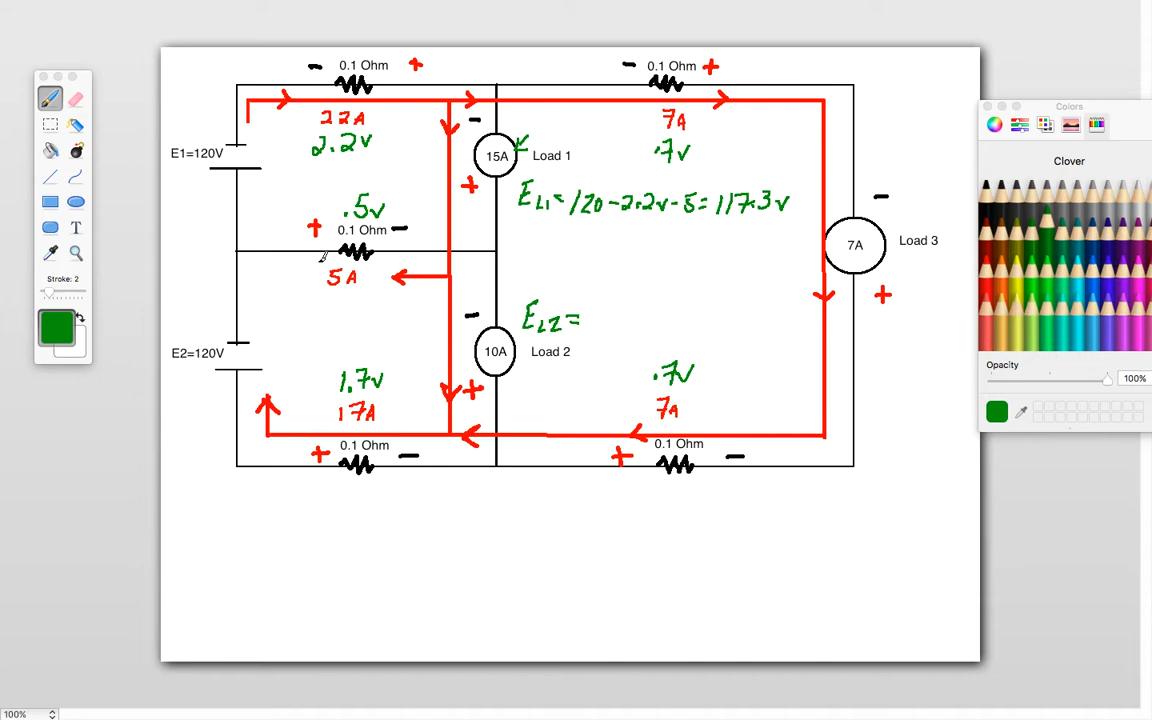 - 0.1 Ohm +
- 0.1 Ohm +
22A
2.2v
7A
.7v
-
15A
Load 1
+
E1=120V
EL1= 120 -2.2v -.5= 117.3v
.5v
+ 0.1 Ohm -
5A
-
7A
Load 3
+
EL2=
-
10A
Load 2
+
E2=120V
1.7v
17A
.7v
7A
+ 0.1 Ohm -
+ 0.1 Ohm -
Stroke: 2
Colors
Clover
Opacity
100%
100%